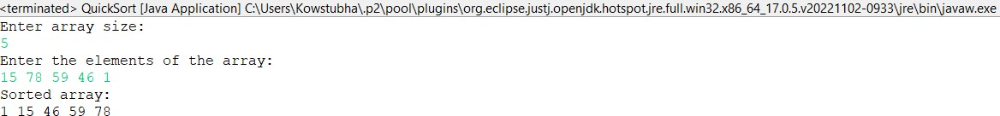 <terminated> QuickSort [Java Application] C:\Users\Kowstubha\.p2\pool\plugins\org.eclipse.justj.openjdk.hotspot.jre.full.win32.x86_64_17.0.5.v20221102-0933\jre\bin\javaw.exe
Enter array size:
5
Enter the elements of the array:
15 78 59 46 1
Sorted array:
1 15 46 59 78